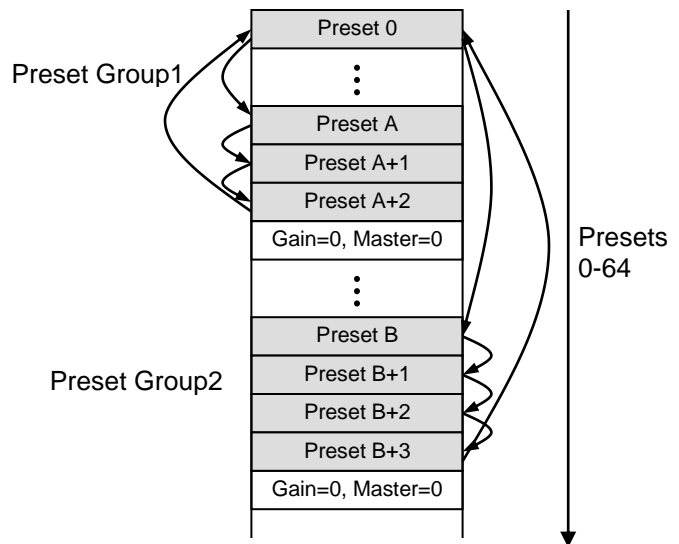 Preset 0
Preset Group1
Preset A
Preset A+1
Preset A+2
Gain=0, Master=0
Presets
0-64
Preset B
Preset Group2
Preset B+1
Preset B+2
Preset B+3
Gain=0, Master=0